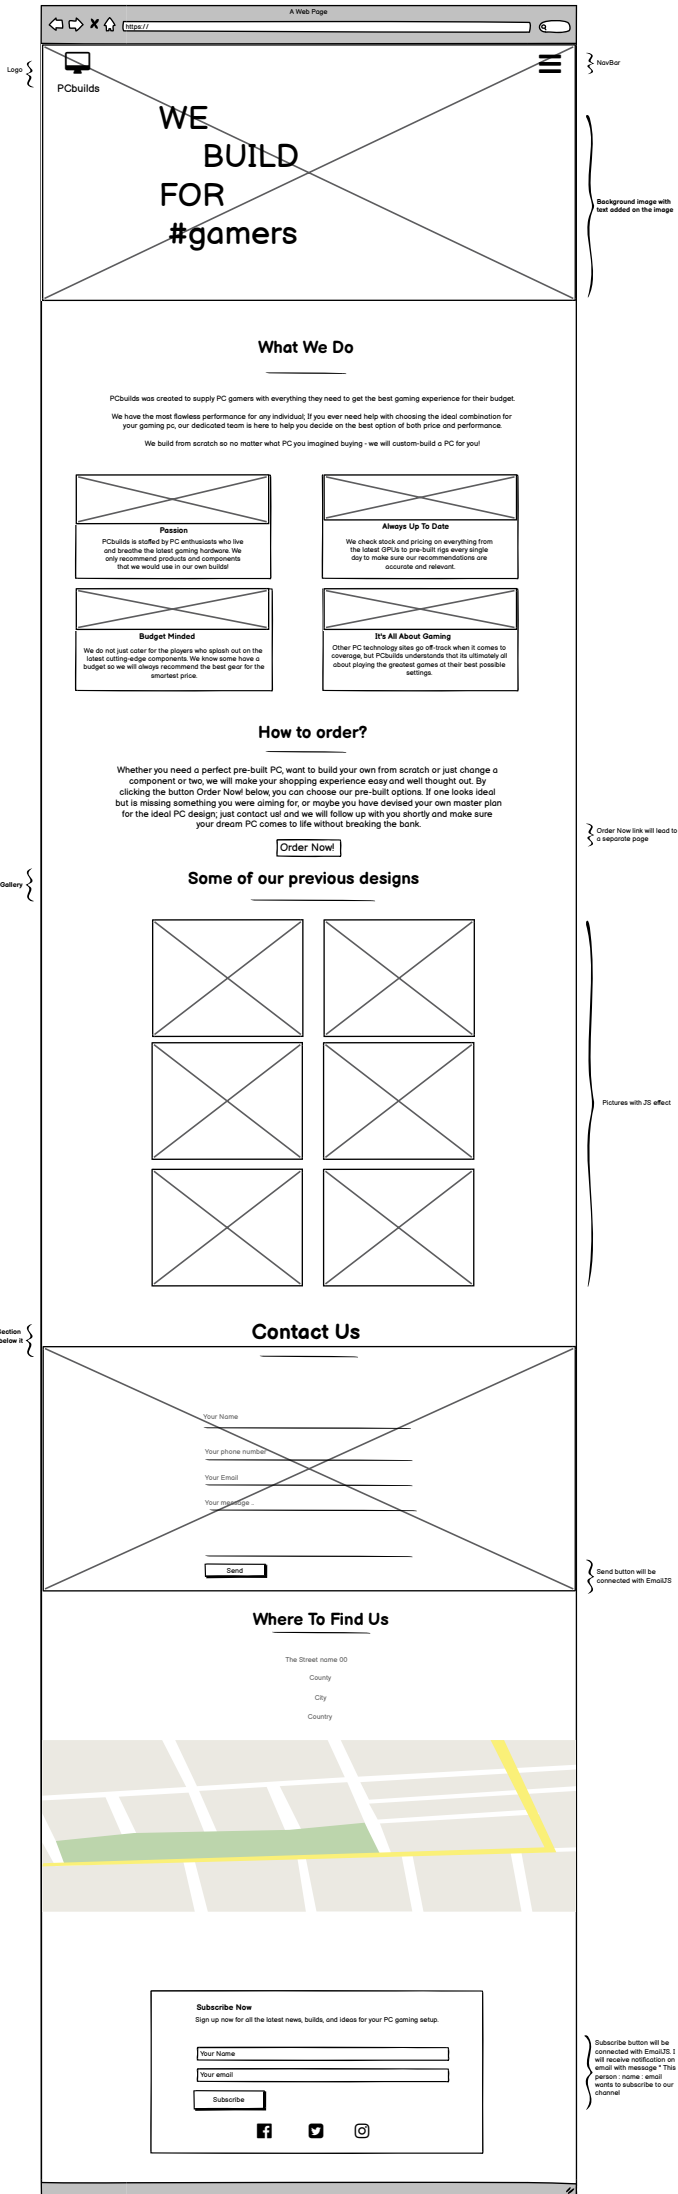 A Web Page
https://
Logo
PCbuilds
NavBar
WE
BUILD
FOR
#gamers
Background image with
text added on the image
What We Do
PCbuilds was created to supply PC gamers with everything they need to get the best gaming experience for their budget.
We have the most flawless performance for any individual; If you ever need help with choosing the ideal combination for
your gaming pc, our dedicated team is here to help you decide on the best option of both price and performance.
We build from scratch so no matter what PC you imagined buying - we will custom-build a PC for you!
Passion
PCbuilds is staffed by PC enthusiasts who live
and breathe the latest gaming hardware. We
only recommend products and components
that we would use in our own builds!
Always Up To Date
We check stock and pricing on everything from
the latest GPUs to pre-built rigs every single
day to make sure our recommendations are
accurate and relevant.
Budget Minded
We do not just cater for the players who splash out on the
latest cutting-edge components. We know some have a
budget so we will always recommend the best gear for the
smartest price.
It's All About Gaming
Other PC technology sites go off-track when it comes to
coverage, but PCbuilds understands that its ultimately all
about playing the greatest games at their best possible
settings.
How to order?
Whether you need a perfect pre-built PC, want to build your own from scratch or just change a
component or two, we will make your shopping experience easy and well thought out. By
clicking the button Order Now! below, you can choose our pre-built options. If one looks ideal
but is missing something you were aiming for, or maybe you have devised your own master plan
for the ideal PC design; just contact us! and we will follow up with you shortly and make sure
your dream PC comes to life without breaking the bank.
Order Now!
Order Now link will lead to
a separate page
Gallery
Some of our previous designs
Pictures with JS effect
Section
below it
Contact Us
Your Name
Your phone number
Your Email
Your message ..
Send
Send button will be
connected with EmailJS
Where To Find Us
The Street name 00
County
City
Country
Subscribe Now
Sign up now for all the latest news, builds, and ideas for your PC gaming setup.
Your Name
Your email
Subscribe
Subscribe button will be
connected with EmailJS. I
will receive notification on
email with message " This
person : name : email
wants to subscribe to our
channel